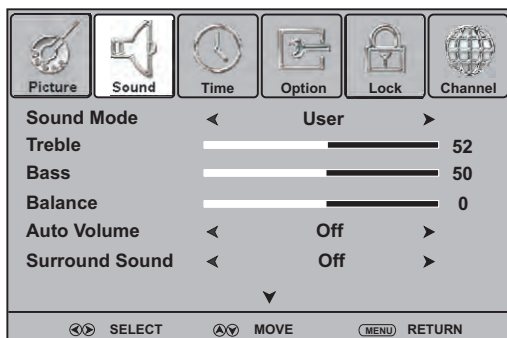 Picture Sound Time Option Lock Channel
Sound Mode User
Treble 52
Bass 50
Balance 0
Auto Volume Off
Surround Sound Off
SELECT MOVE MENU RETURN